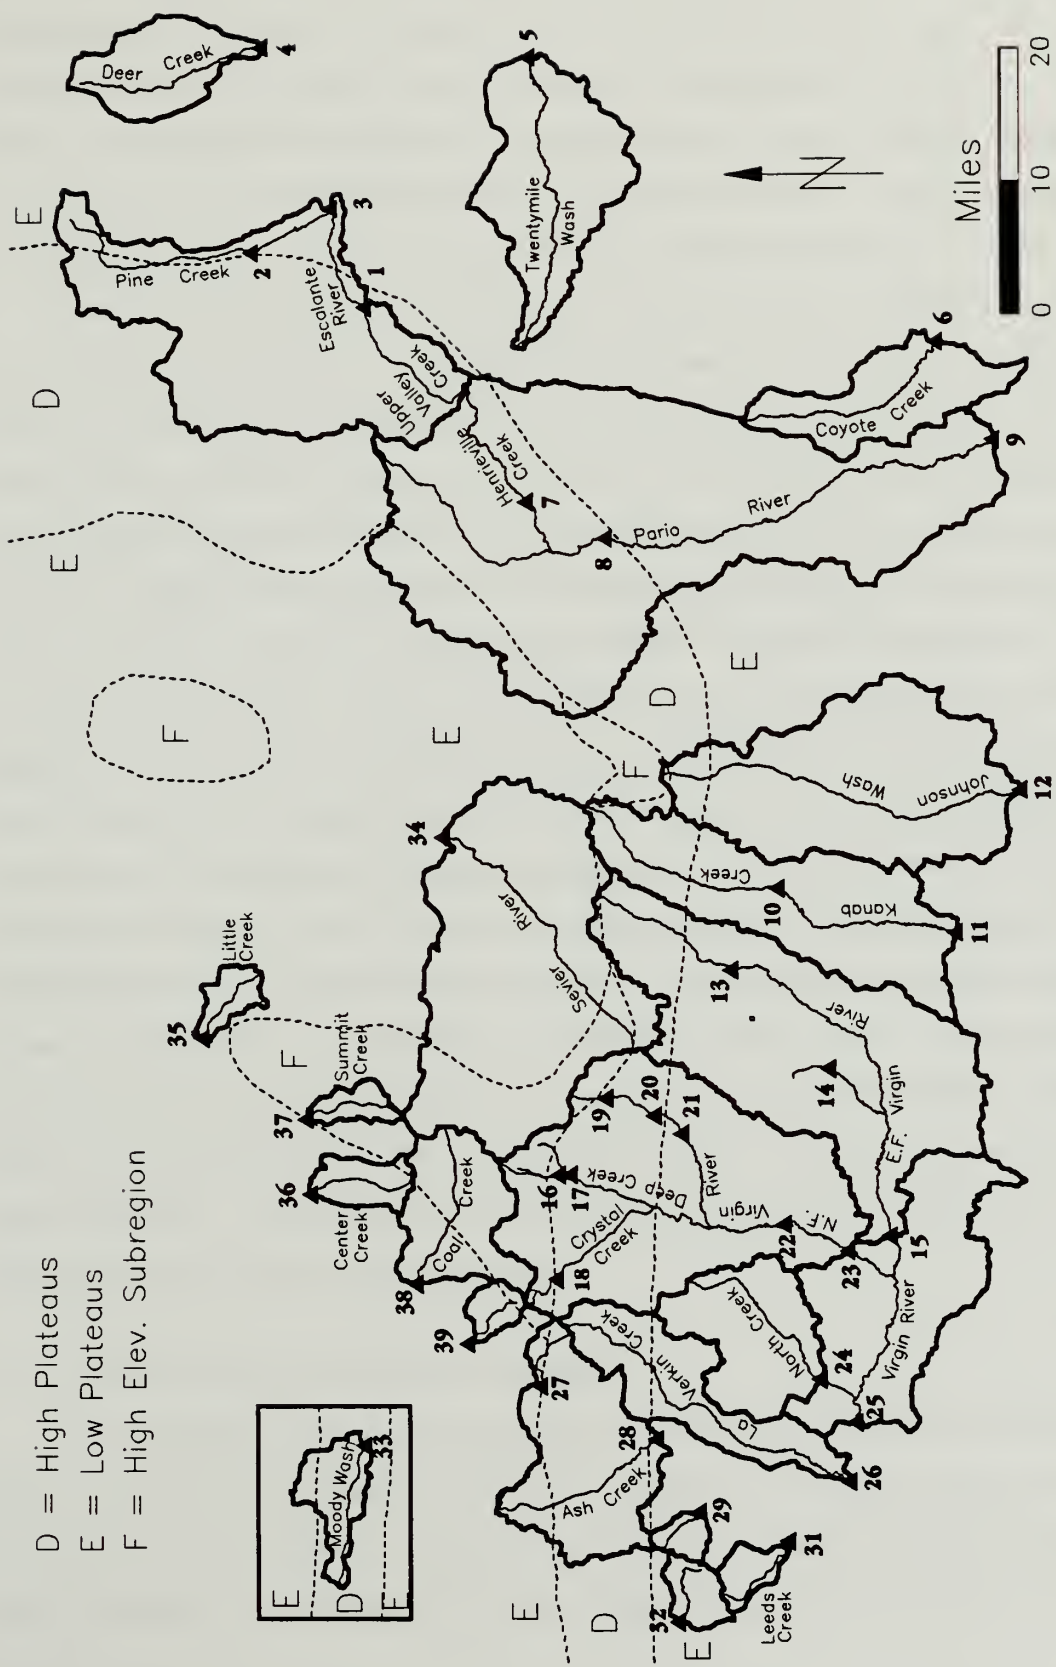 D = High Plateaus
E = Low Plateaus
F = High Elev. Subregion
E
D
E
Moody Wash
33
35
Little
Creek
37
Summit
Creek
36
Center
Creek
F
38
Coal
Creek
39
34
Sevier
River
F
E
E
D
E
Pine
Creek
2
3
Escalante
River
1
Upper
Valley
Creek
Deer Creek
4
Twentymile
Wash
5
Henrieville
Creek
7
8
Pario
River
9
Coyote
Creek
6
F
D
E
Johnson
Wash
12
Kanab
Creek
10
11
13
14
E.F. Virgin
River
15
16
17
Deep Creek
Crystal
Creek
18
19
20
21
N.F.
Virgin
River
22
23
North Creek
24
Virgin River
25
La
Verkin
Creek
26
27
28
Ash Creek
29
31
32
Leeds
Creek
E
D
E
N
Miles
0 10 20